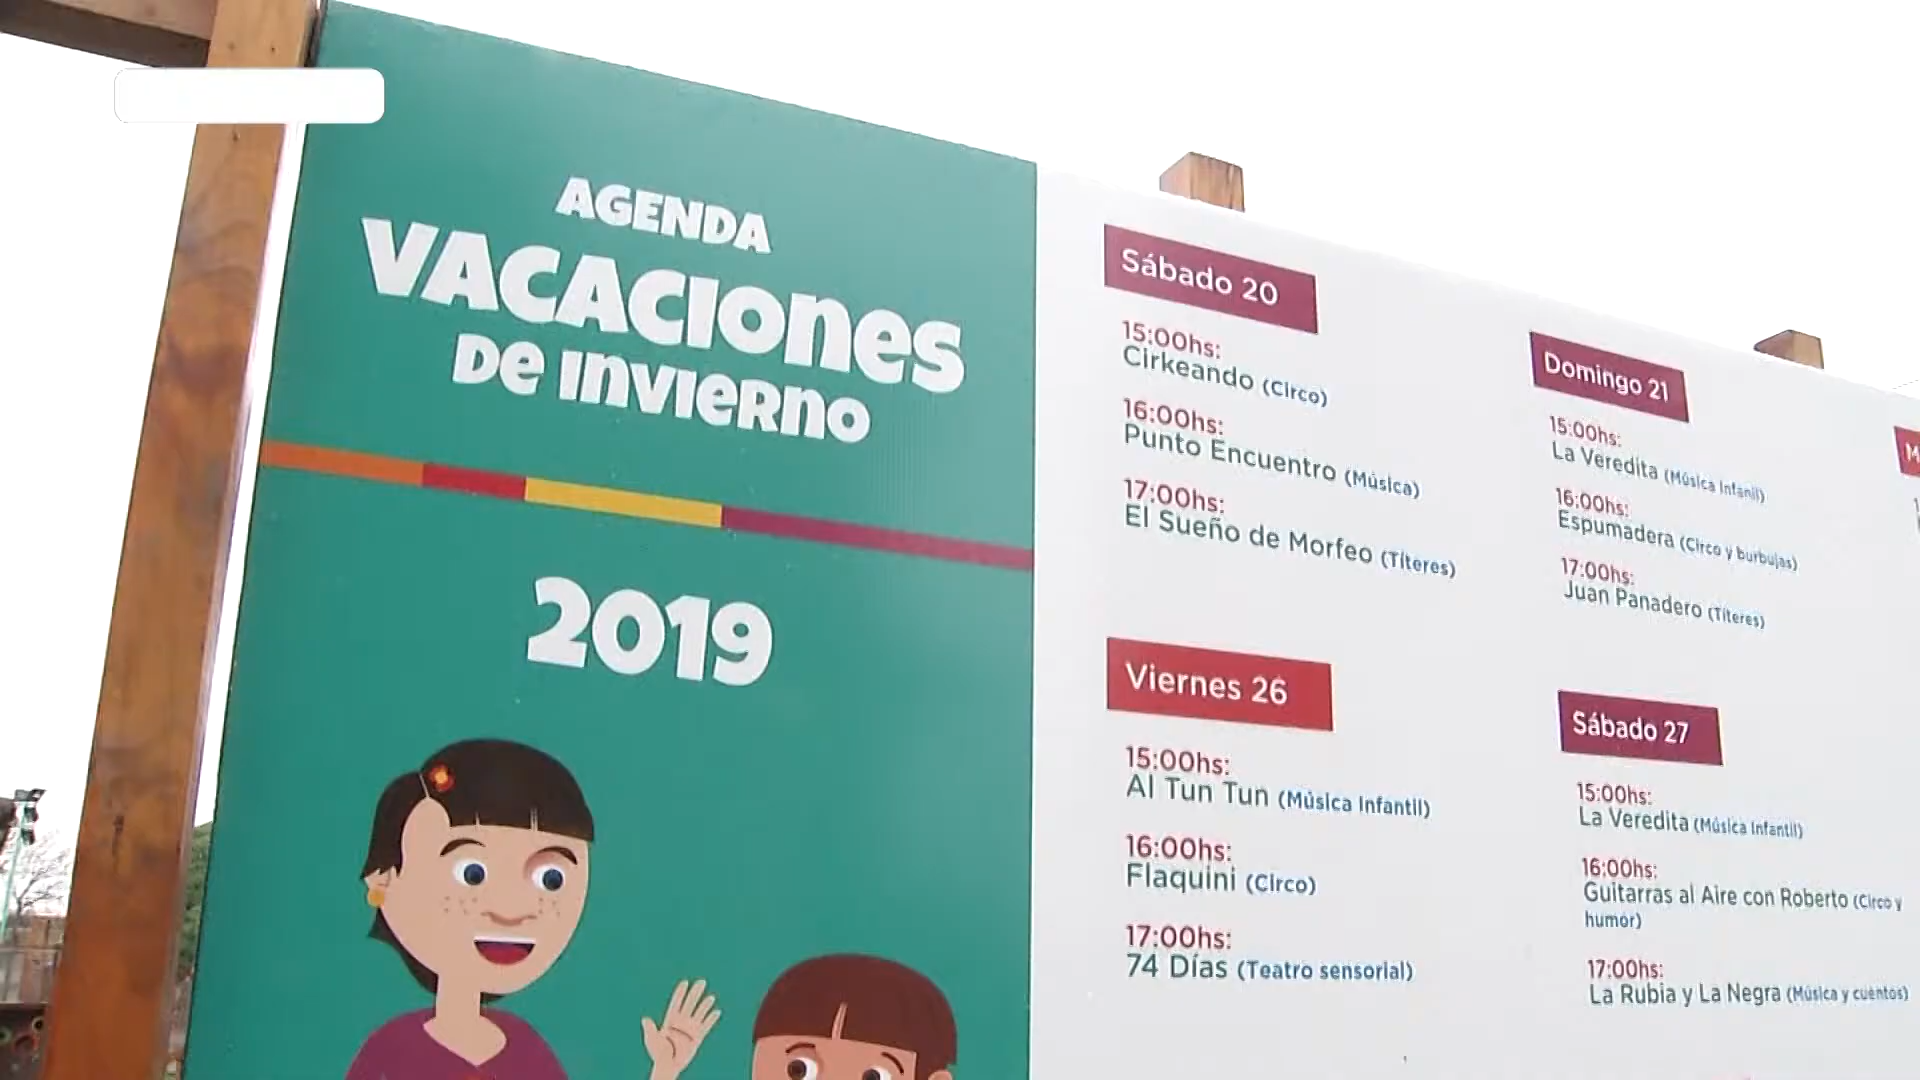 AGENDA
VACACIONES
DE INVIERNO
2019
Sábado 20
15:00hs:
Cirkeando (Circo)
16:00hs:
Punto Encuentro (Música)
17:00hs:
El Sueño de Morfeo (Títeres)
Domingo 21
15:00hs:
La Veredita (Música Infanil)
16:00hs:
Espumadera (Circo y burbujas)
17:00hs:
Juan Panadero (Títeres)
Viernes 26
15:00hs:
Al Tun Tun (Música Infantil)
16:00hs:
Flaquini (Circo)
17:00hs:
74 Días (Teatro sensorial)
Sábado 27
15:00hs:
La Veredita (Música Infantil)
16:00hs:
Guitarras al Aire con Roberto (Circo y
humor)
17:00hs:
La Rubia y La Negra (Música y cuentos)